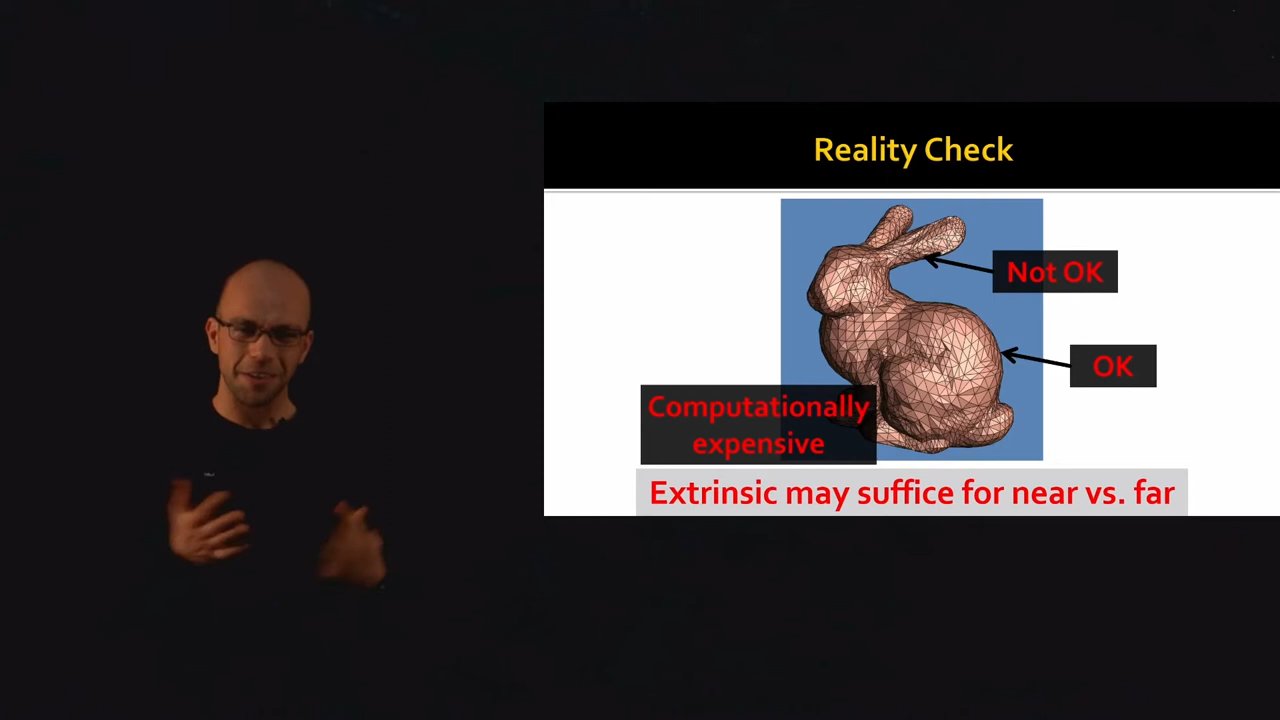 Reality Check
Not OK
OK
Computationally
expensive
Extrinsic may suffice for near vs. far